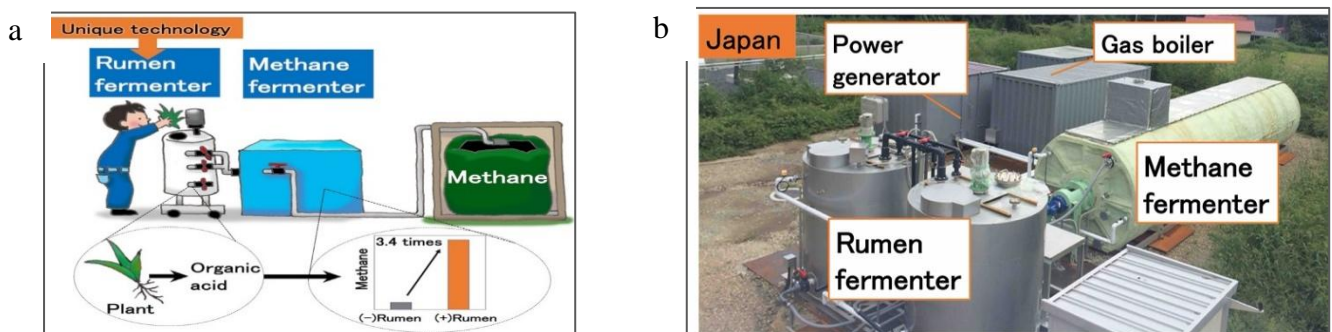 a
Unique technology
Rumen
fermenter
Methane
fermenter
Methane
Plant
Organic
acid
Methane
3.4 times
(−)Rumen
(+)Rumen
b
Japan
Power
generator
Gas boiler
Methane
fermenter
Rumen
fermenter